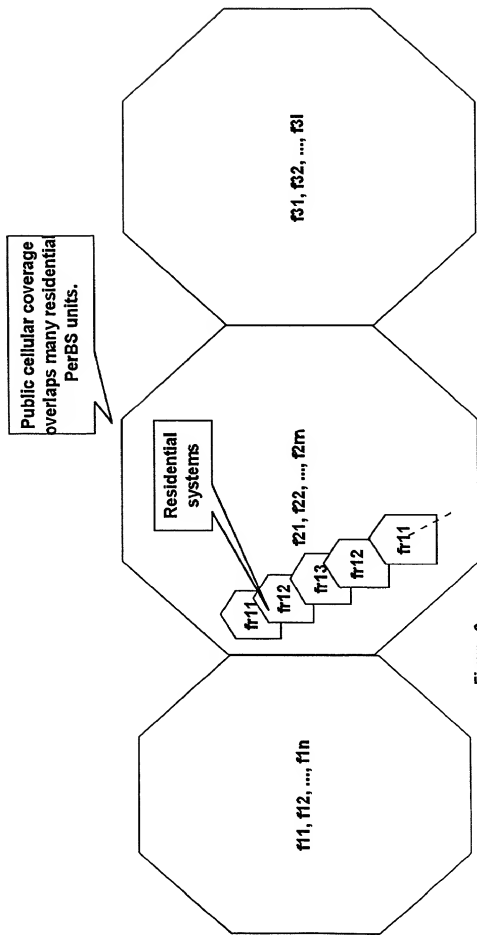 Public cellular coverage
overlaps many residential
PerBS units.
Residential
systems
fr11
fr12
fr13
fr12
fr11
f11, f12, ..., f1n
f21, f22, ..., f2m
f31, f32, ..., f3l